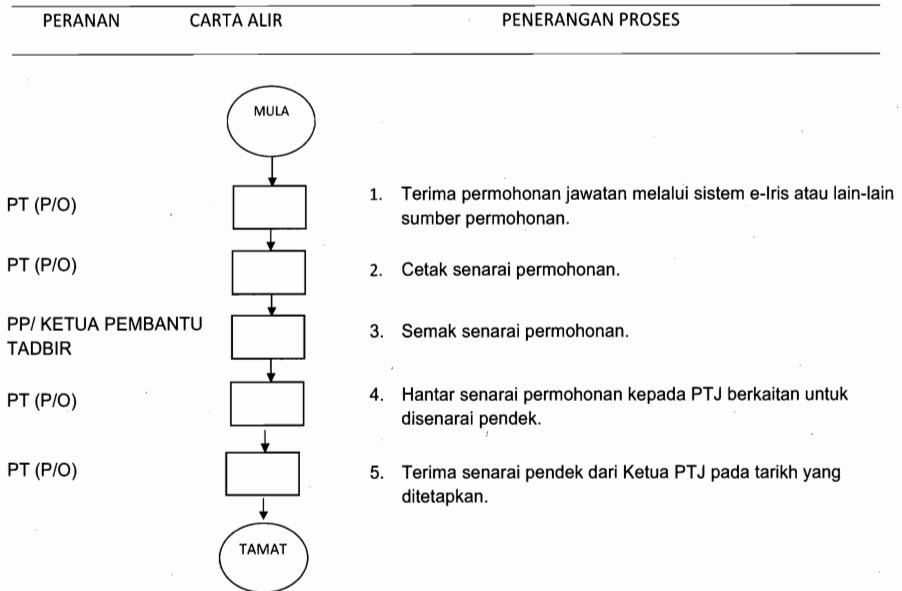 PERANAN CARTA ALIR PENERANGAN PROSES
MULA
PT (P/O)
1. Terima permohonan jawatan melalui sistem e-Iris atau lain-lain
sumber permohonan.
PT (P/O)
2. Cetak senarai permohonan.
PP/ KETUA PEMBANTU
TADBIR
3. Semak senarai permohonan.
PT (P/O)
4. Hantar senarai permohonan kepada PTJ berkaitan untuk
disenarai pendek.
PT (P/O)
5. Terima senarai pendek dari Ketua PTJ pada tarikh yang
ditetapkan.
TAMAT